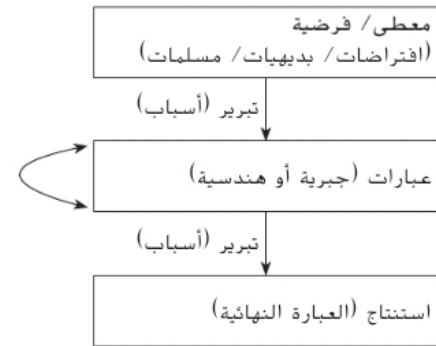 معطى/ فرضية
(افتراضات/ بديهيات/ مسلمات)
تبرير (أسباب)
عبارات (جبرية أو هندسية)
تبرير (أسباب)
استنتاج (العبارة النهائية)